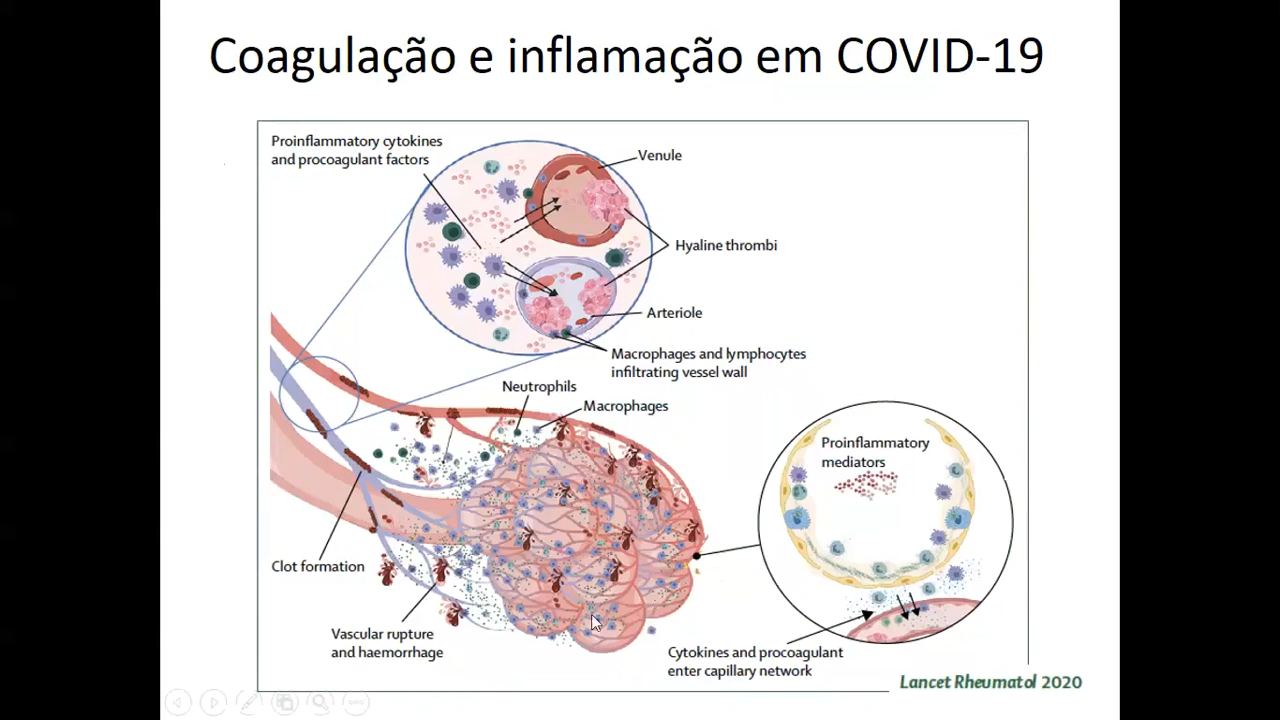 Coagulação e inflamação em COVID-19
Proinflammatory cytokines
and procoagulant factors
Venule
Hyaline thrombi
Arteriole
Macrophages and lymphocytes
infiltrating vessel wall
Neutrophils
Macrophages
Proinflammatory
mediators
Clot formation
Vascular rupture
and haemorrhage
Cytokines and procoagulant
enter capillary network
Lancet Rheumatol 2020